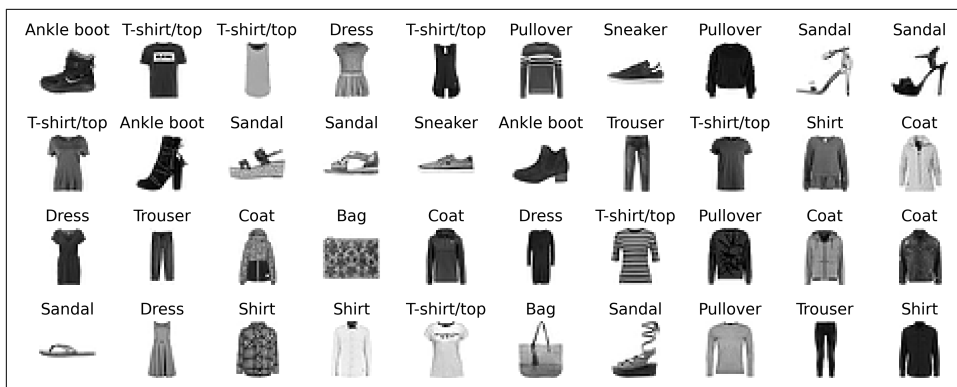 Ankle boot T-shirt/top T-shirt/top Dress T-shirt/top Pullover Sneaker Pullover Sandal Sandal
T-shirt/top Ankle boot Sandal Sandal Sneaker Ankle boot Trouser T-shirt/top Shirt Coat
Dress Trouser Coat Bag Coat Dress T-shirt/top Pullover Coat Coat
Sandal Dress Shirt Shirt T-shirt/top Bag Sandal Pullover Trouser Shirt